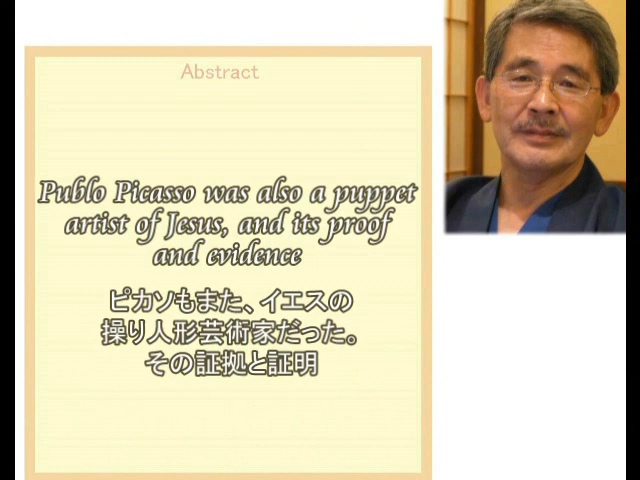 Abstract
Publo Picasso was also a puppet
artist of Jesus, and its proof
and evidence
ピカソもまた、イエスの
操り人形芸術家だった。
その証拠と証明